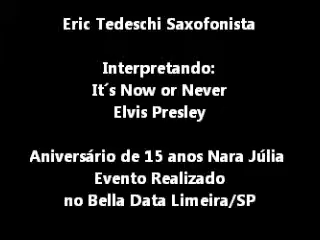 Eric Tedeschi Saxofonista
Interpretando:
It´s Now or Never
Elvis Presley
Aniversário de 15 anos Nara Júlia
Evento Realizado
no Bella Data Limeira/SP